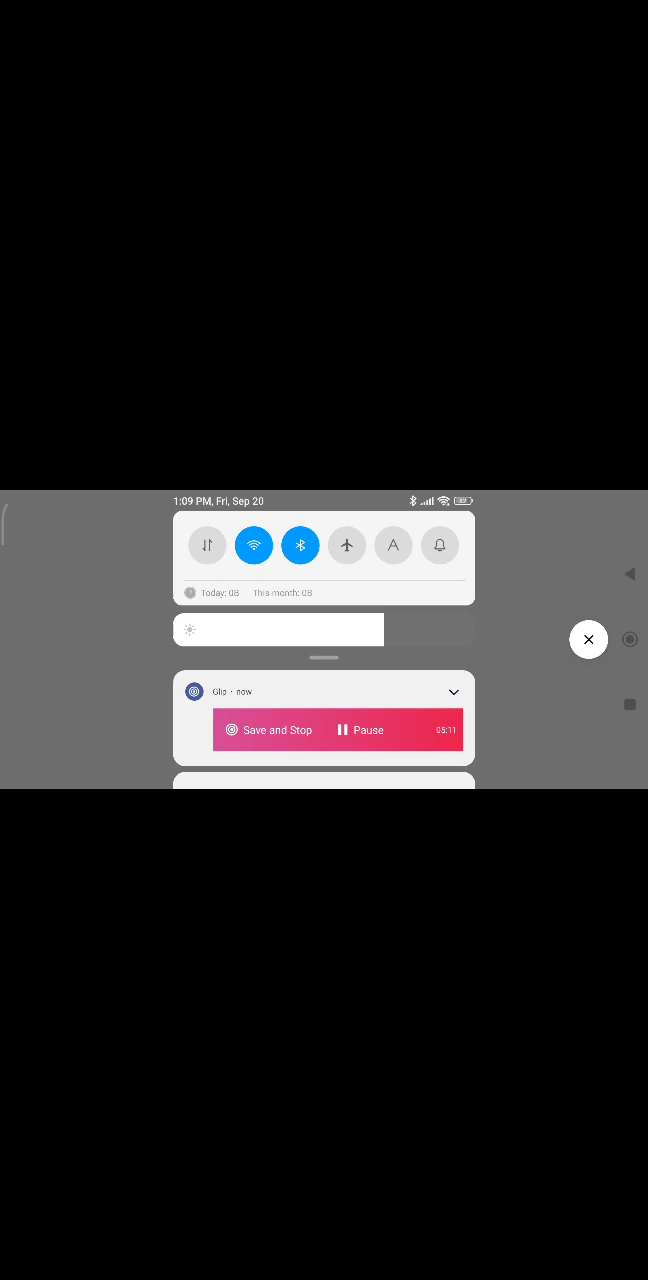 1:09 PM, Fri, Sep 20
Today: 0B This month: 0B
Glip · now
Save and Stop Pause 05:11